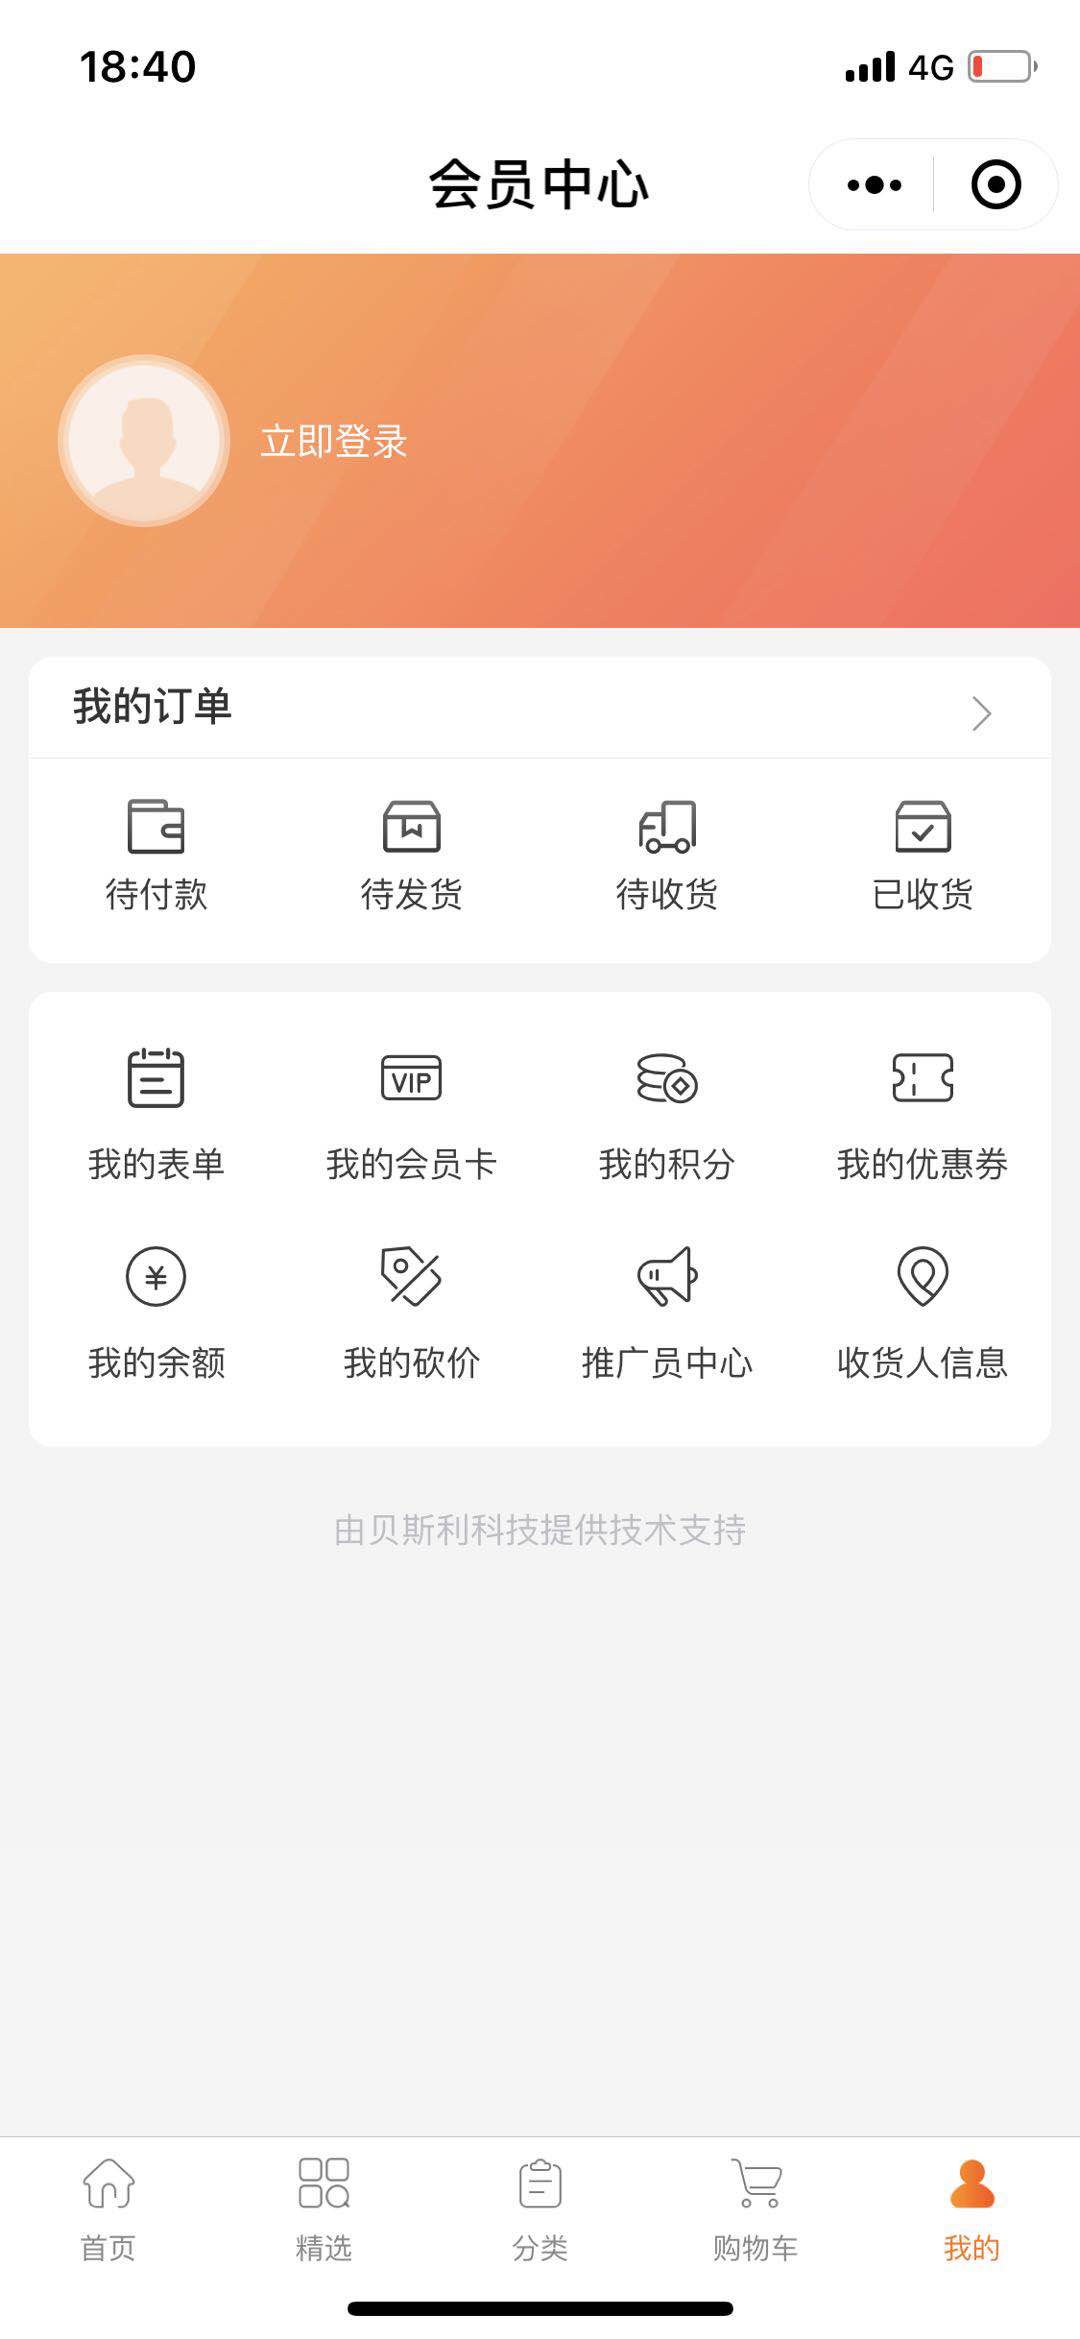 18:40
4G
会员中心
立即登录
我的订单
待付款
待发货
待收货
已收货
VIP
我的表单
我的会员卡
我的积分
我的优惠券
¥
我的余额
我的砍价
推广员中心
收货人信息
由贝斯利科技提供技术支持
首页
精选
分类
购物车
我的